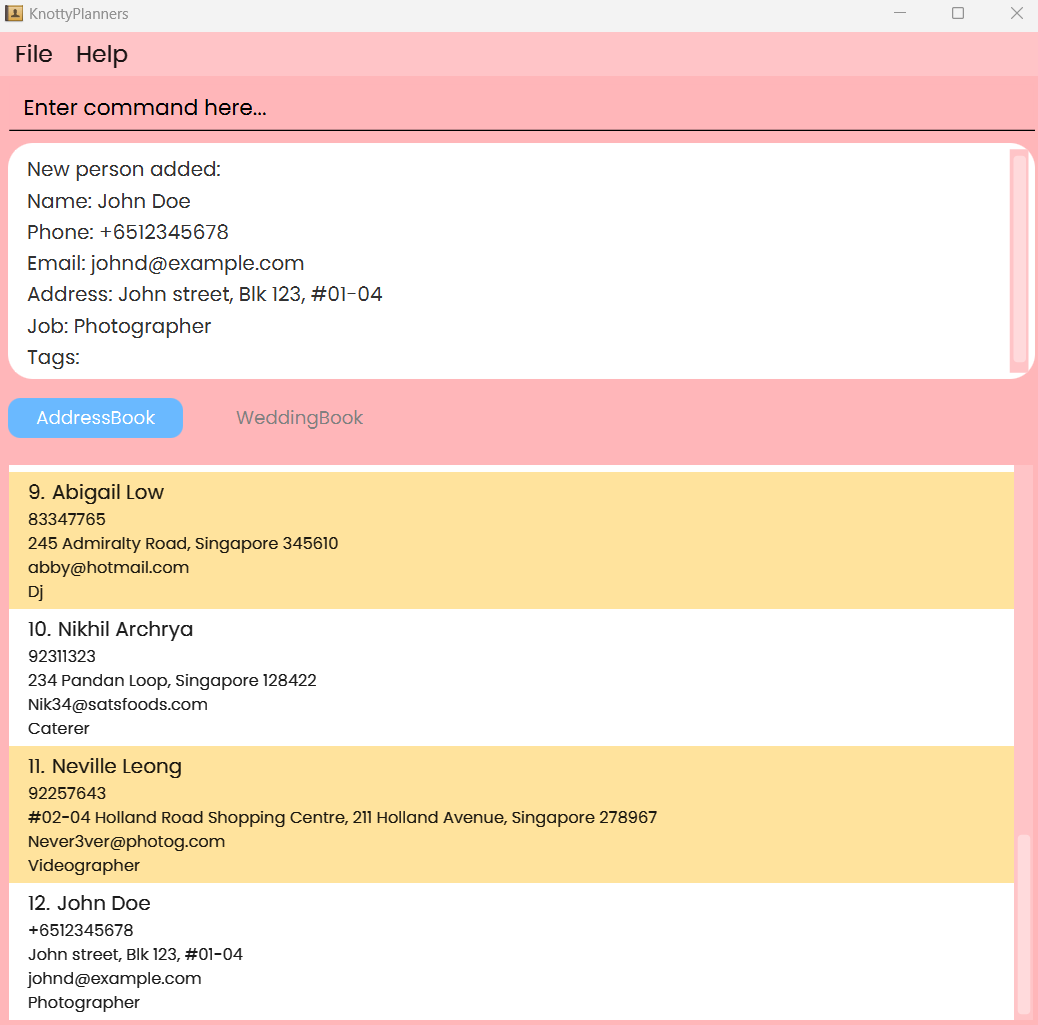 KnottyPlanners
File Help
Enter command here...
New person added:
Name: John Doe
Phone: +6512345678
Email: johnd@example.com
Address: John street, Blk 123, #01-04
Job: Photographer
Tags:
AddressBook WeddingBook
9. Abigail Low
83347765
245 Admiralty Road, Singapore 345610
abby@hotmail.com
Dj
10. Nikhil Archrya
92311323
234 Pandan Loop, Singapore 128422
Nik34@satsfoods.com
Caterer
11. Neville Leong
92257643
#02-04 Holland Road Shopping Centre, 211 Holland Avenue, Singapore 278967
Never3ver@photog.com
Videographer
12. John Doe
+6512345678
John street, Blk 123, #01-04
johnd@example.com
Photographer